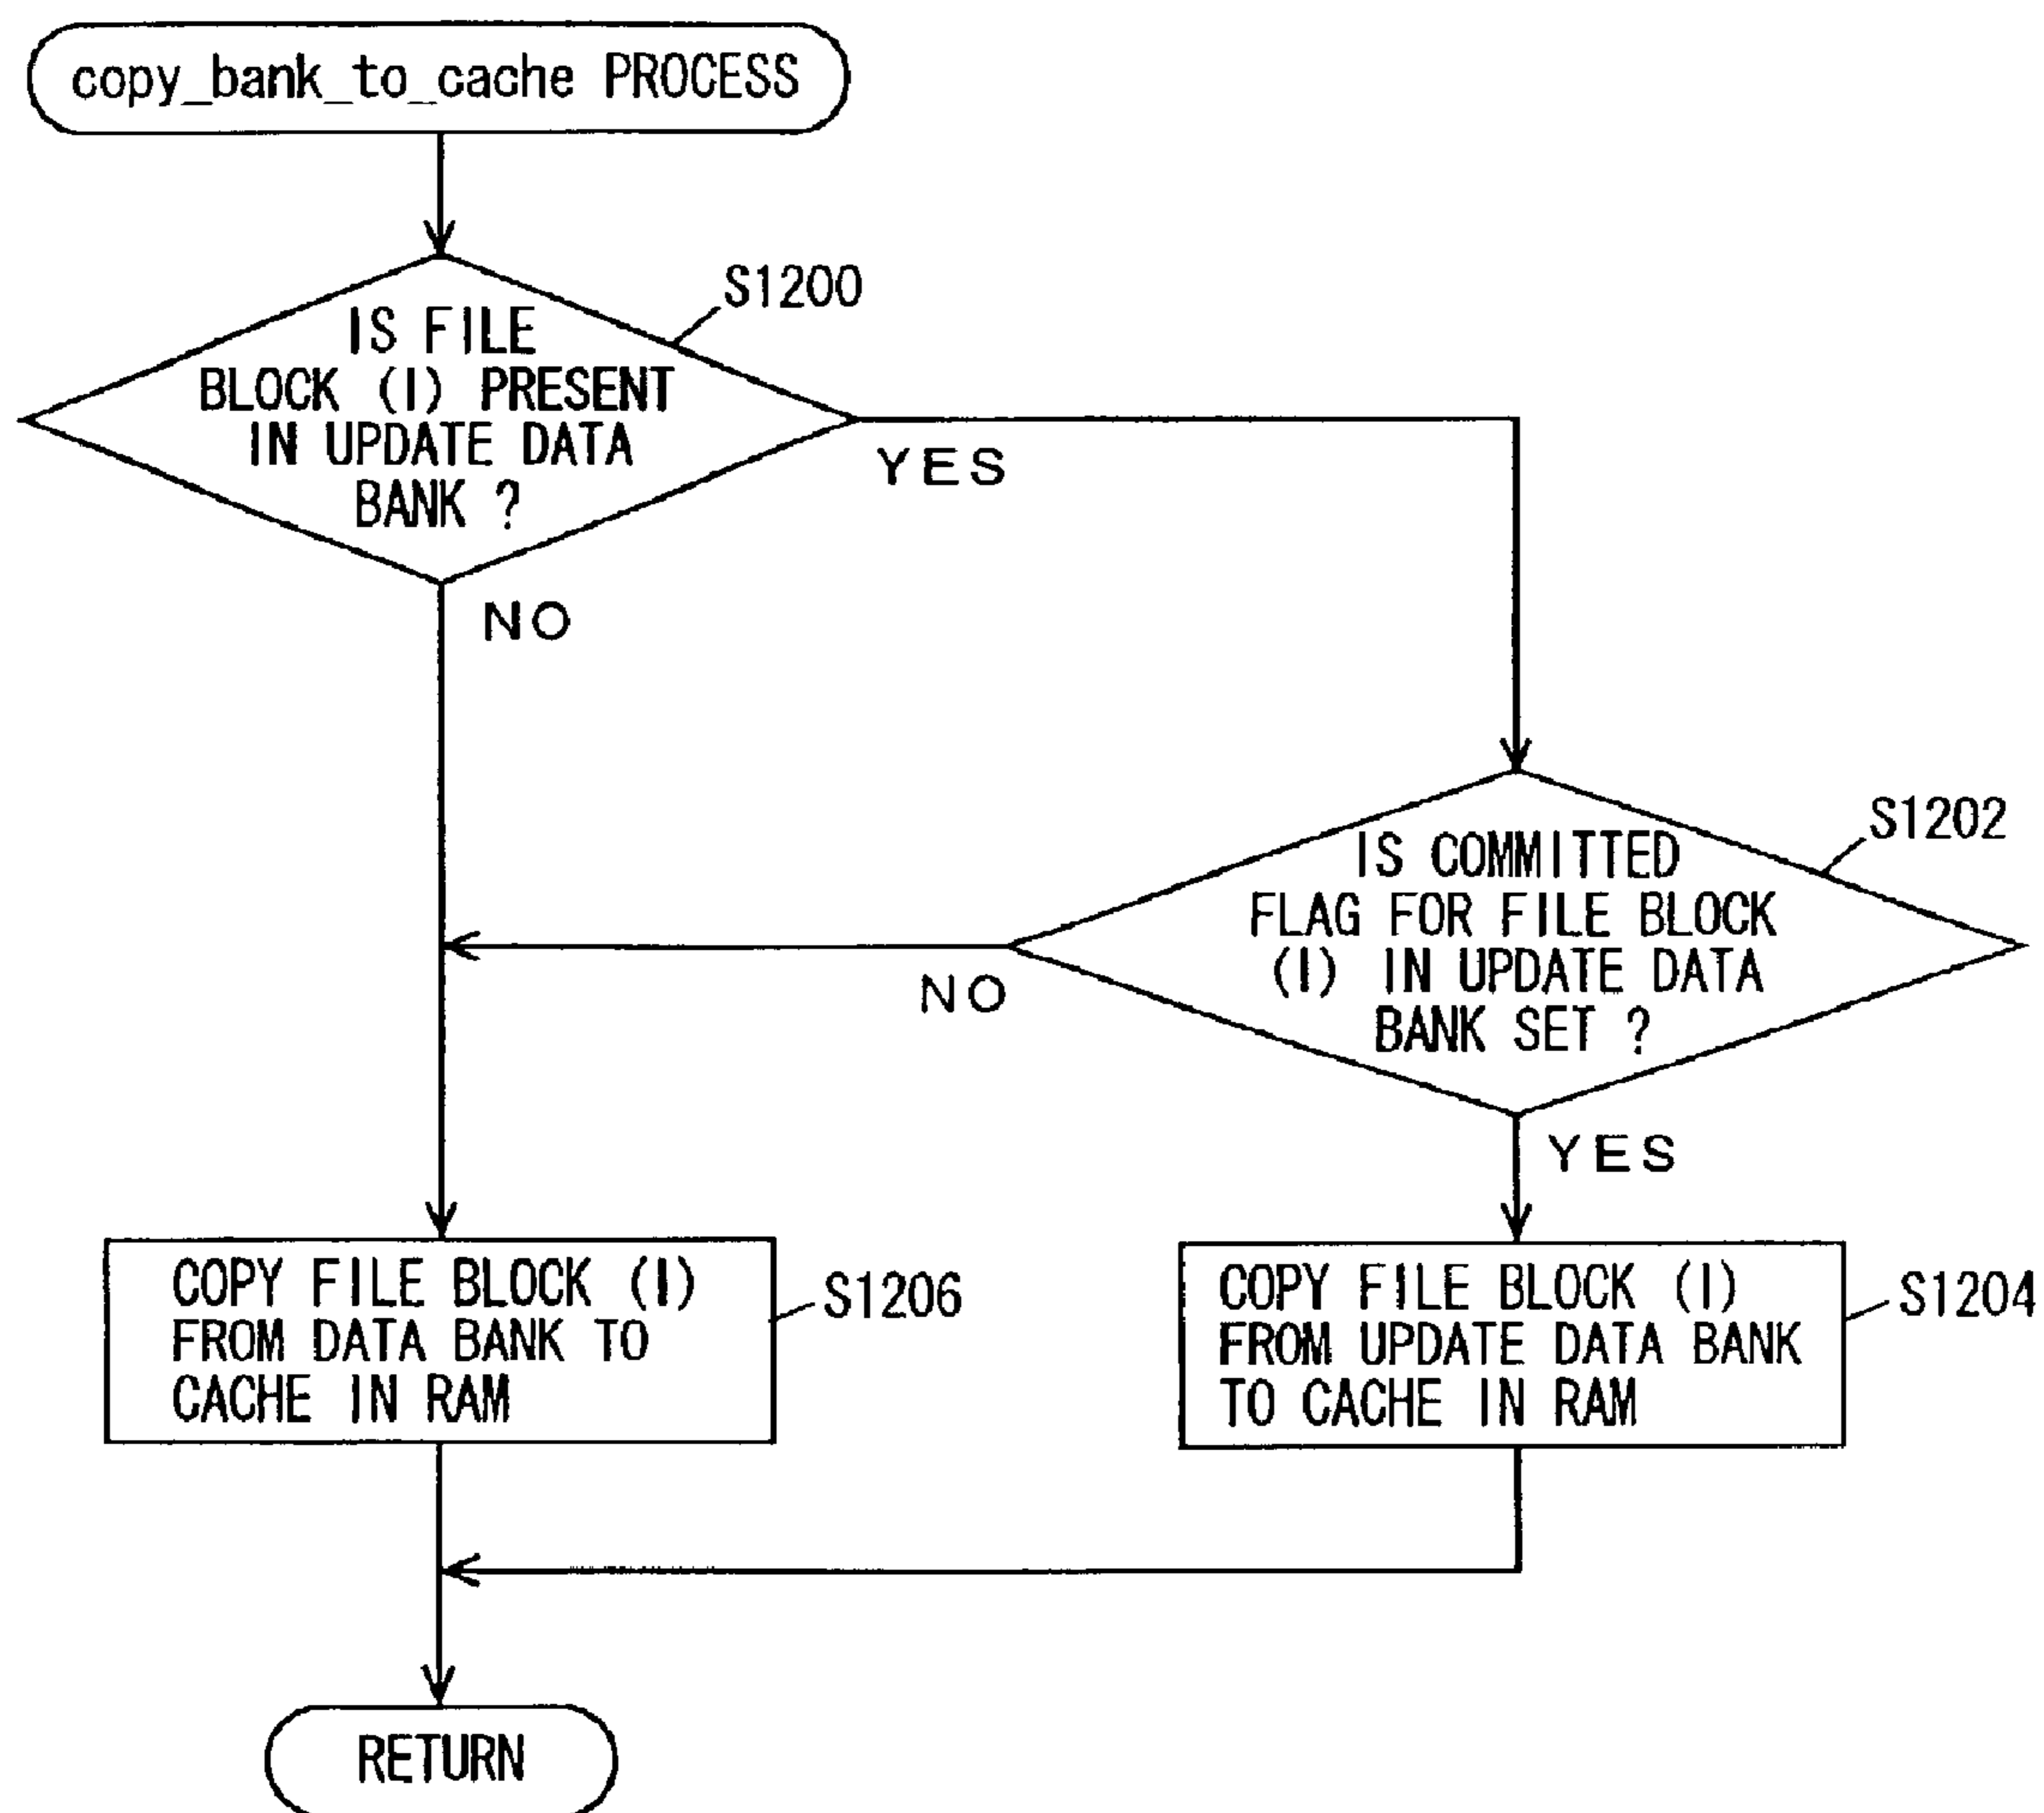 copy_bank_to_cache PROCESS
S1200
IS FILE
BLOCK (I) PRESENT
IN UPDATE DATA
BANK ?
YES
NO
S1202
IS COMMITTED
FLAG FOR FILE BLOCK
(I) IN UPDATE DATA
BANK SET ?
NO
YES
COPY FILE BLOCK (I)
FROM DATA BANK TO
CACHE IN RAM
S1206
COPY FILE BLOCK (I)
FROM UPDATE DATA BANK
TO CACHE IN RAM
S1204
RETURN